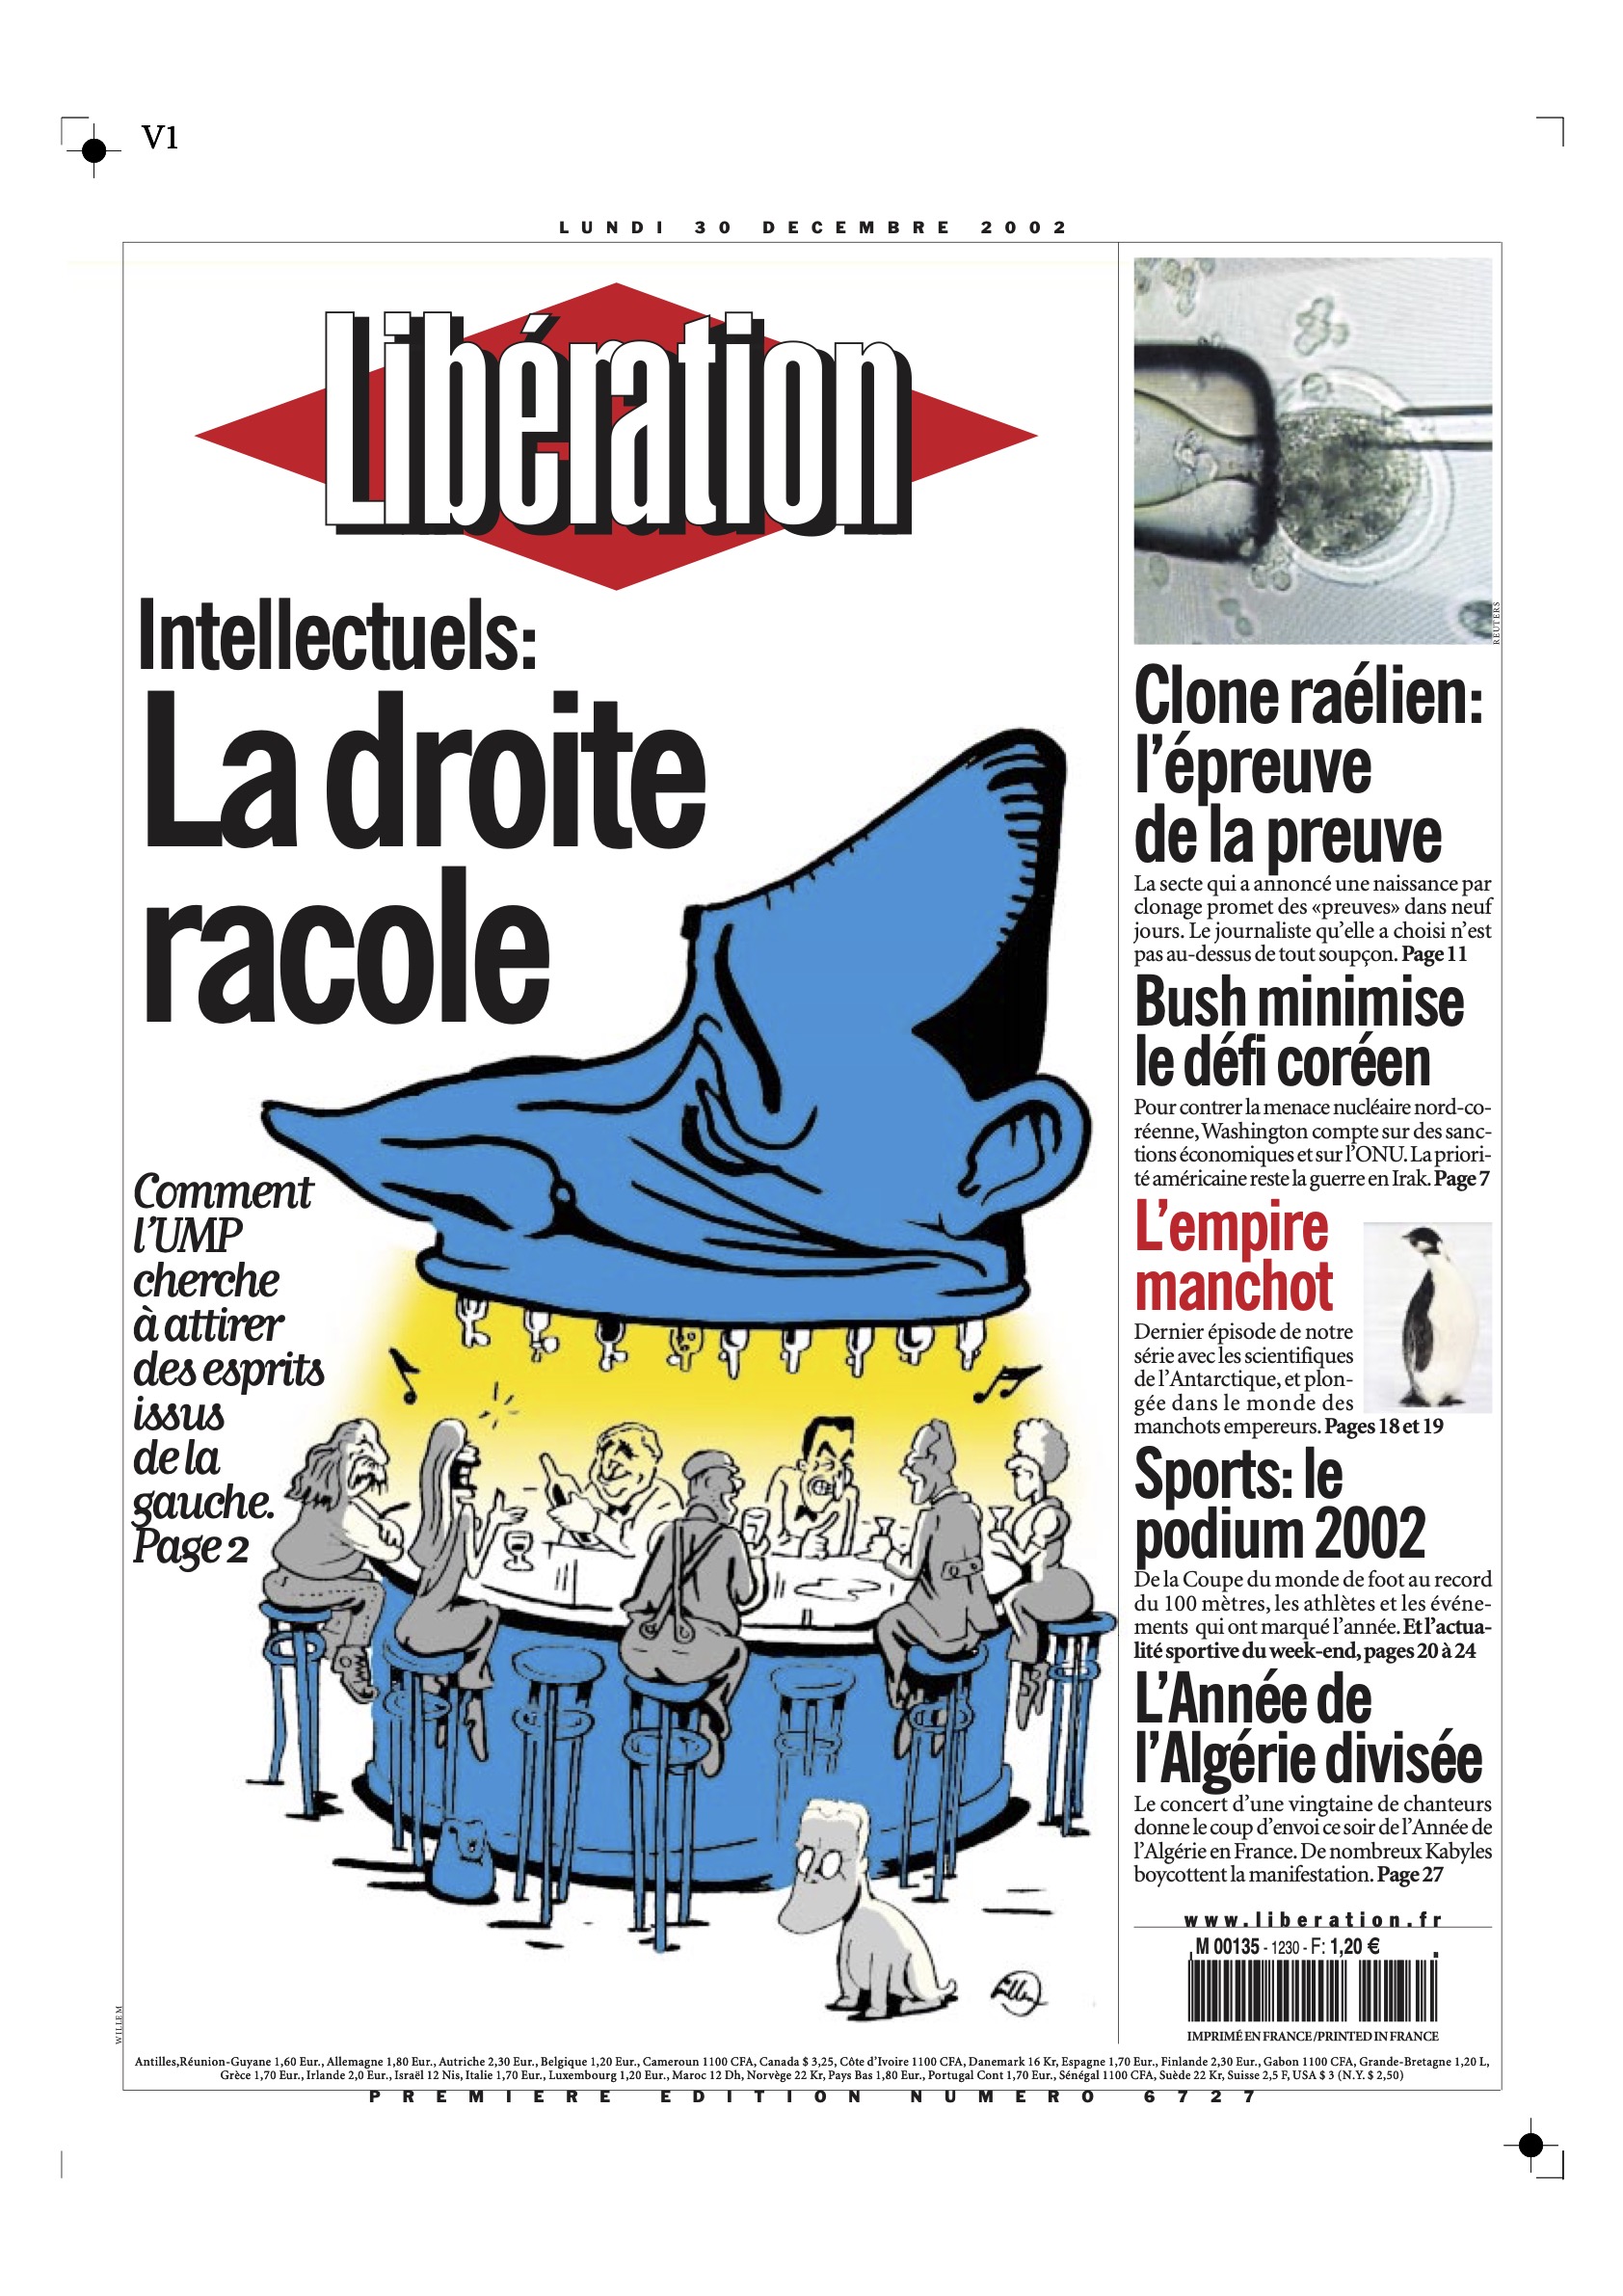 V1
LUNDI 30 DECEMBRE 2002
Libération
Intellectuels:
La droite
racole
Comment
l'UMP
cherche
à attirer
des esprits
issus
de la
gauche.
Page 2
WILLEM
REUTERS
Clone raélien:
l'épreuve
de la preuve
La secte qui a annoncé une naissance par
clonage promet des «preuves» dans neuf
jours. Le journaliste qu'elle a choisi n'est
pas au-dessus de tout soupçon. Page 11
Bush minimise
le défi coréen
Pour contrer la menace nucléaire nord-co-
réenne, Washington compte sur des sanc-
tions économiques et sur l'ONU. La priori-
té américaine reste la guerre en Irak. Page 7
L'empire
manchot
Dernier épisode de notre
série avec les scientifiques
de l'Antarctique, et plon-
gée dans le monde des
manchots empereurs. Pages 18 et 19
Sports: le
podium 2002
De la Coupe du monde de foot au record
du 100 mètres, les athlètes et les événe-
ments qui ont marqué l'année. Et l'actua-
lité sportive du week-end, pages 20 à 24
L'Année de
l'Algérie divisée
Le concert d'une vingtaine de chanteurs
donne le coup d'envoi ce soir de l'Année de
l'Algérie en France. De nombreux Kabyles
boycottent la manifestation. Page 27
www.liberation.fr
M 00135 - 1230 - F: 1,20 €
IMPRIMÉ EN FRANCE/PRINTED IN FRANCE
Antilles,Réunion-Guyane 1,60 Eur., Allemagne 1,80 Eur., Autriche 2,30 Eur., Belgique 1,20 Eur., Cameroun 1100 CFA, Canada $ 3,25, Côte d'Ivoire 1100 CFA, Danemark 16 Kr, Espagne 1,70 Eur., Finlande 2,30 Eur., Gabon 1100 CFA, Grande-Bretagne 1,20 L,
Grèce 1,70 Eur., Irlande 2,0 Eur., Israël 12 Nis, Italie 1,70 Eur., Luxembourg 1,20 Eur., Maroc 12 Dh, Norvège 22 Kr, Pays Bas 1,80 Eur., Portugal Cont 1,70 Eur., Sénégal 1100 CFA, Suède 22 Kr, Suisse 2,5 F, USA $ 3 (N.Y. $ 2,50)
PREMIERE EDITION NUMERO 6727